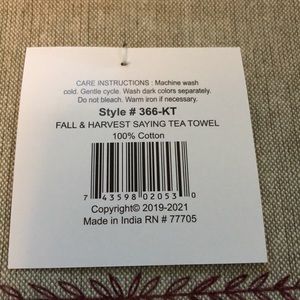 CARE INSTRUCTIONS : Machine wash
cold. Gentle cycle. Wash dark colors separately.
Do not bleach. Warm iron if necessary.
Style # 366-KT
FALL & HARVEST SAYING TEA TOWEL
100% Cotton
7 43598 02053 0
Copyright© 2019-2021
Made in India RN # 77705